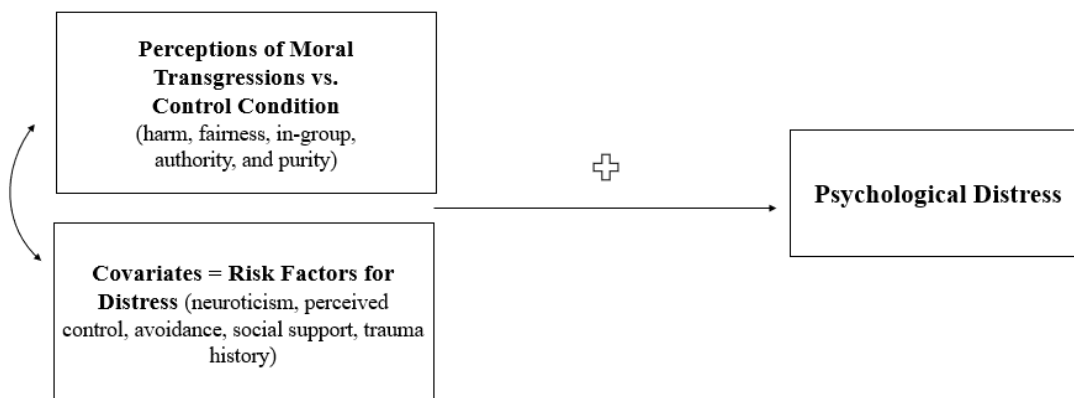 Perceptions of Moral
Transgressions vs.
Control Condition
(harm, fairness, in-group,
authority, and purity)
Psychological Distress
Covariates = Risk Factors for
Distress (neuroticism, perceived
control, avoidance, social support, trauma
history)